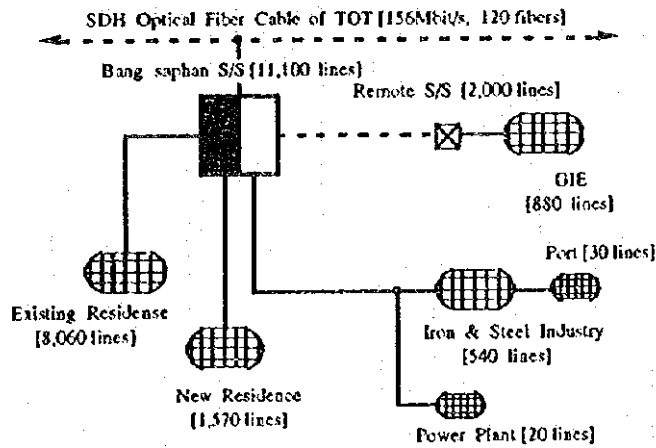 SDH Optical Fiber Cable of TOT [156Mbit/s, 120 fibers]
Bang saphan S/S [11,100 lines]
Remote S/S [2,000 lines]
GIE
[880 lines]
Port [30 lines]
Existing Residense
[8,060 lines]
Iron & Steel Industry
[540 lines]
New Residence
[1,570 lines]
Power Plant [20 lines]